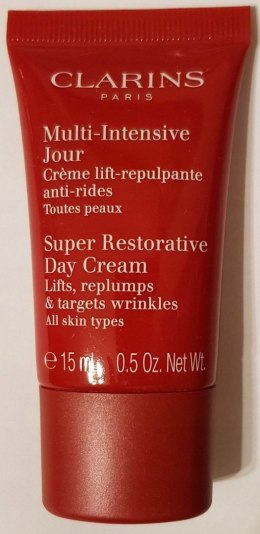 CLARINS
PARIS
Multi-Intensive
Jour
Crème lift-repulpante
anti-rides
Toutes peaux
Super Restorative
Day Cream
Lifts, replumps
& targets wrinkles
All skin types
℮ 15 ml 0.5 Oz. Net Wt.